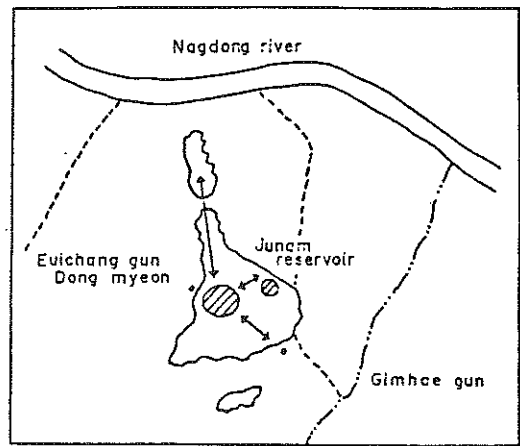 Nagdong river
Junam
reservoir
Euichang gun
Dong myeon
Gimhae gun